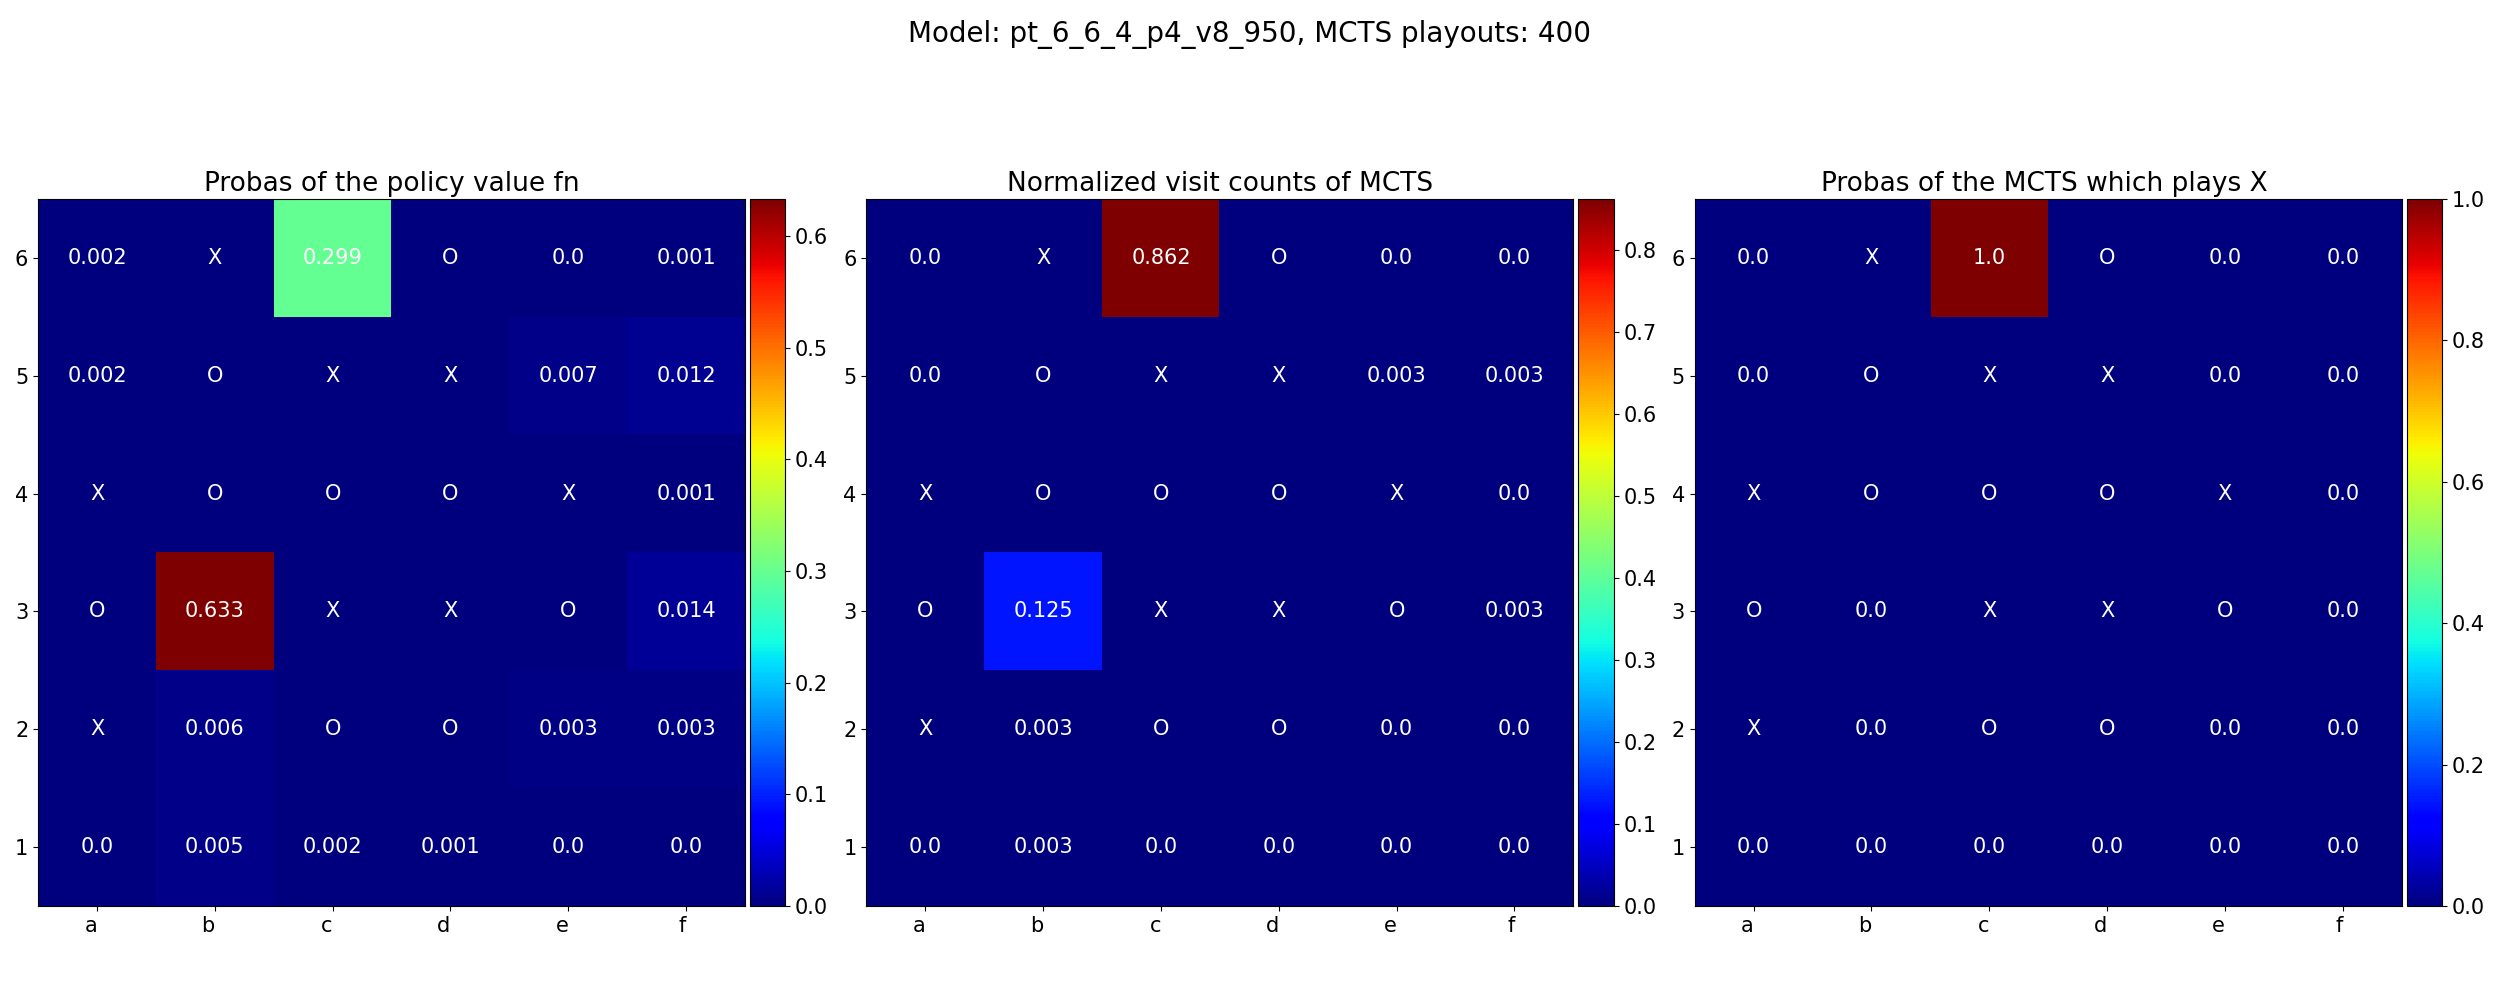 Model: pt_6_6_4_p4_v8_950, MCTS playouts: 400
Probas of the policy value fn
6 0.002 X 0.299 O 0.0 0.001
5 0.002 O X X 0.007 0.012
4 X O O O X 0.001
3 O 0.633 X X O 0.014
2 X 0.006 O O 0.003 0.003
1 0.0 0.005 0.002 0.001 0.0 0.0
a b c d e f
0.6
0.5
0.4
0.3
0.2
0.1
0.0
Normalized visit counts of MCTS
6 0.0 X 0.862 O 0.0 0.0
5 0.0 O X X 0.003 0.003
4 X O O O X 0.0
3 O 0.125 X X O 0.003
2 X 0.003 O O 0.0 0.0
1 0.0 0.003 0.0 0.0 0.0 0.0
a b c d e f
0.8
0.7
0.6
0.5
0.4
0.3
0.2
0.1
0.0
Probas of the MCTS which plays X
6 0.0 X 1.0 O 0.0 0.0
5 0.0 O X X 0.0 0.0
4 X O O O X 0.0
3 O 0.0 X X O 0.0
2 X 0.0 O O 0.0 0.0
1 0.0 0.0 0.0 0.0 0.0 0.0
a b c d e f
1.0
0.8
0.6
0.4
0.2
0.0